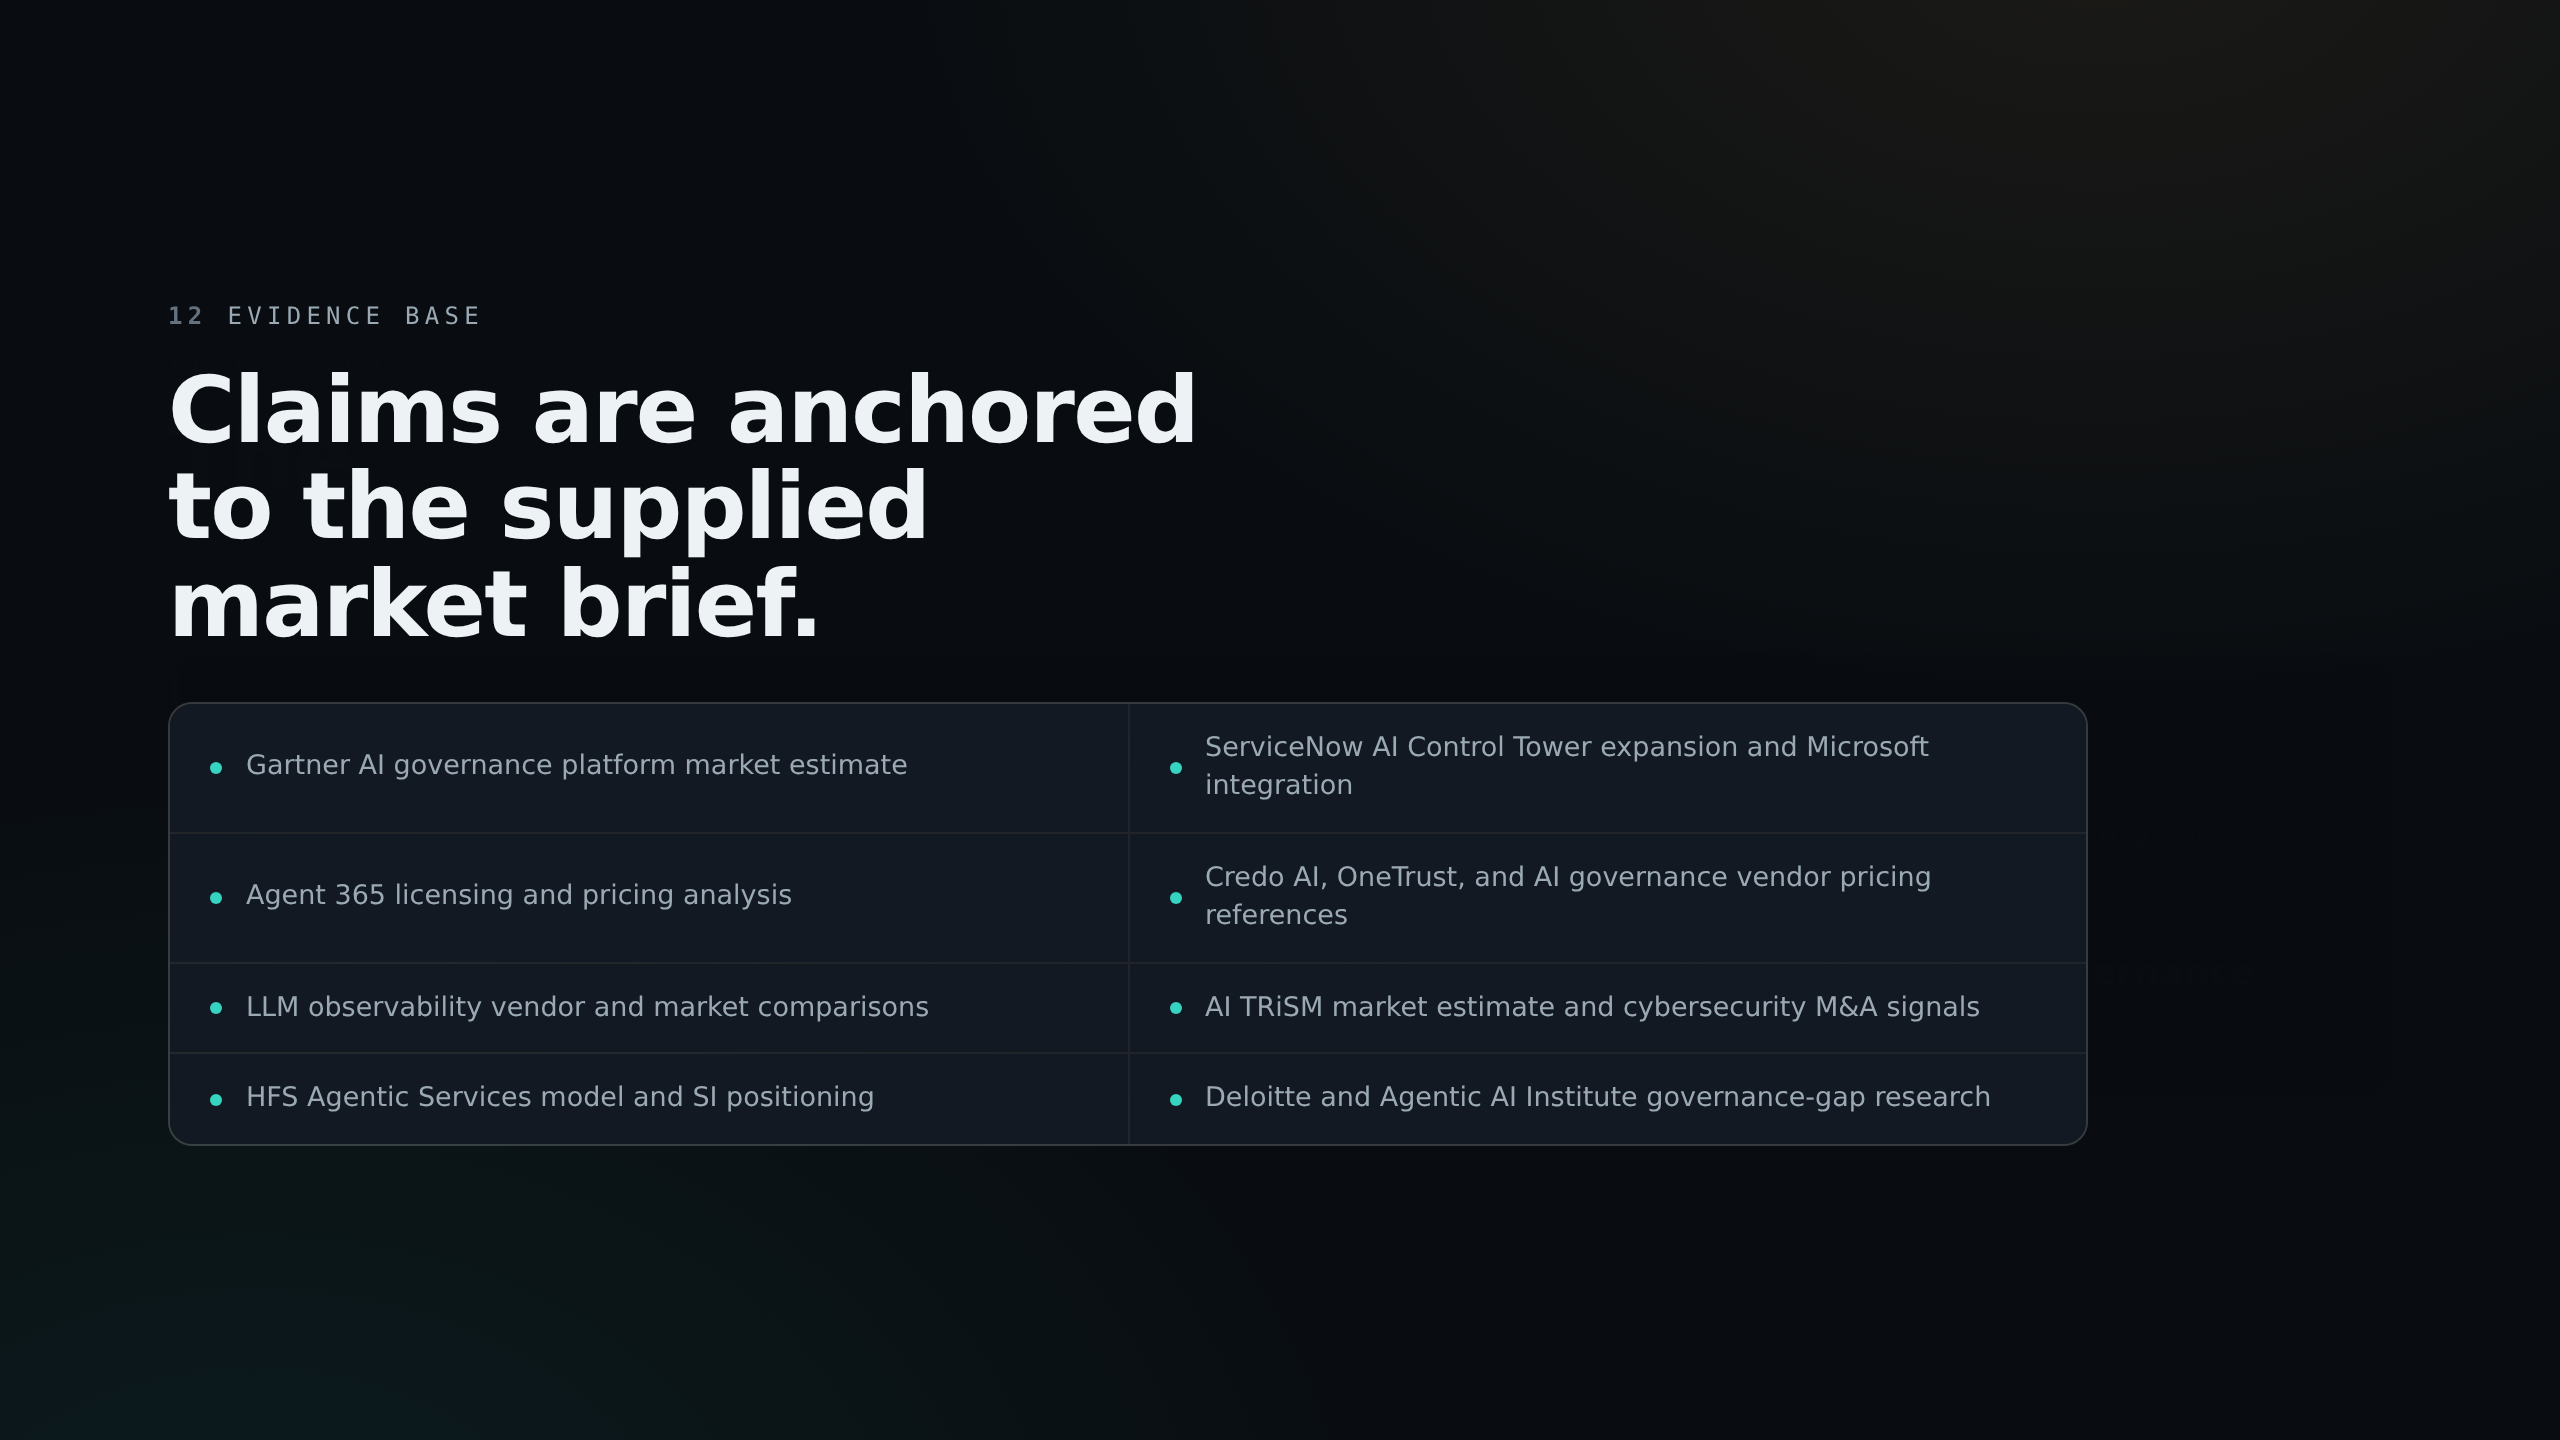 12 EVIDENCE BASE
Claims are anchored
to the supplied
market brief.
Gartner AI governance platform market estimate
ServiceNow AI Control Tower expansion and Microsoft
integration
Agent 365 licensing and pricing analysis
Credo AI, OneTrust, and AI governance vendor pricing
references
LLM observability vendor and market comparisons
AI TRiSM market estimate and cybersecurity M&A signals
HFS Agentic Services model and SI positioning
Deloitte and Agentic AI Institute governance-gap research